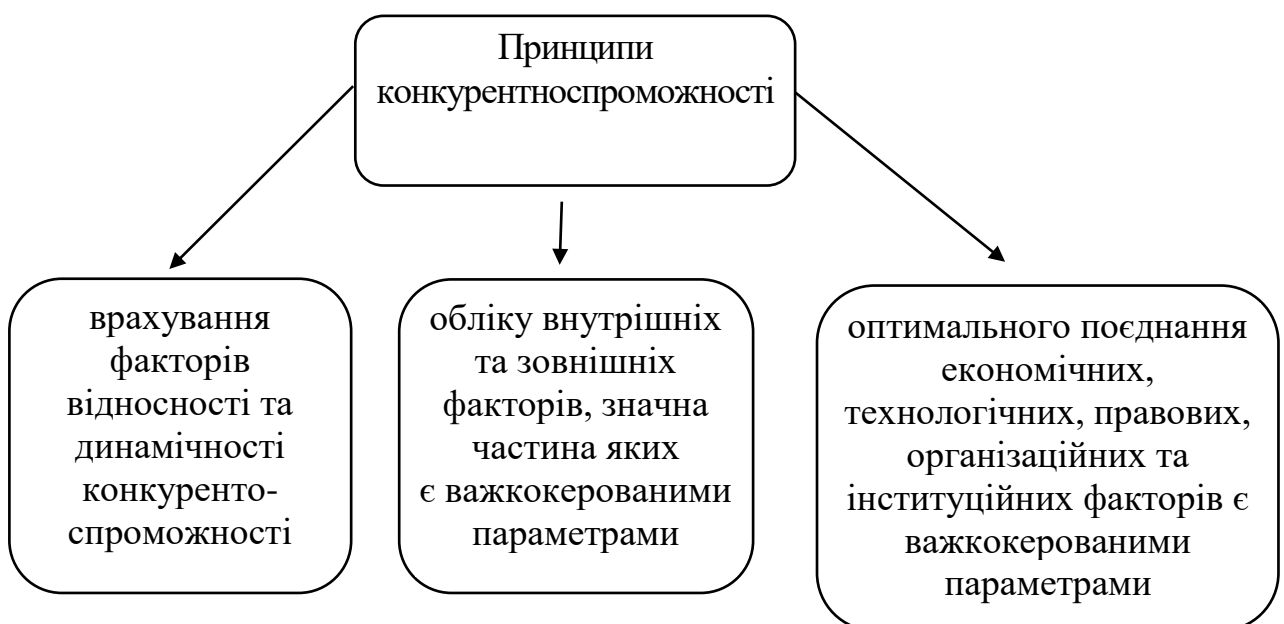 Принципи
конкурентноспроможності
врахування
факторів
відносності та
динамічності
конкуренто-
спроможності
обліку внутрішніх
та зовнішніх
факторів, значна
частина яких
є важкокерованими
параметрами
оптимального поєднання
економічних,
технологічних, правових,
організаційних та
інституційних факторів є
важкокерованими
параметрами